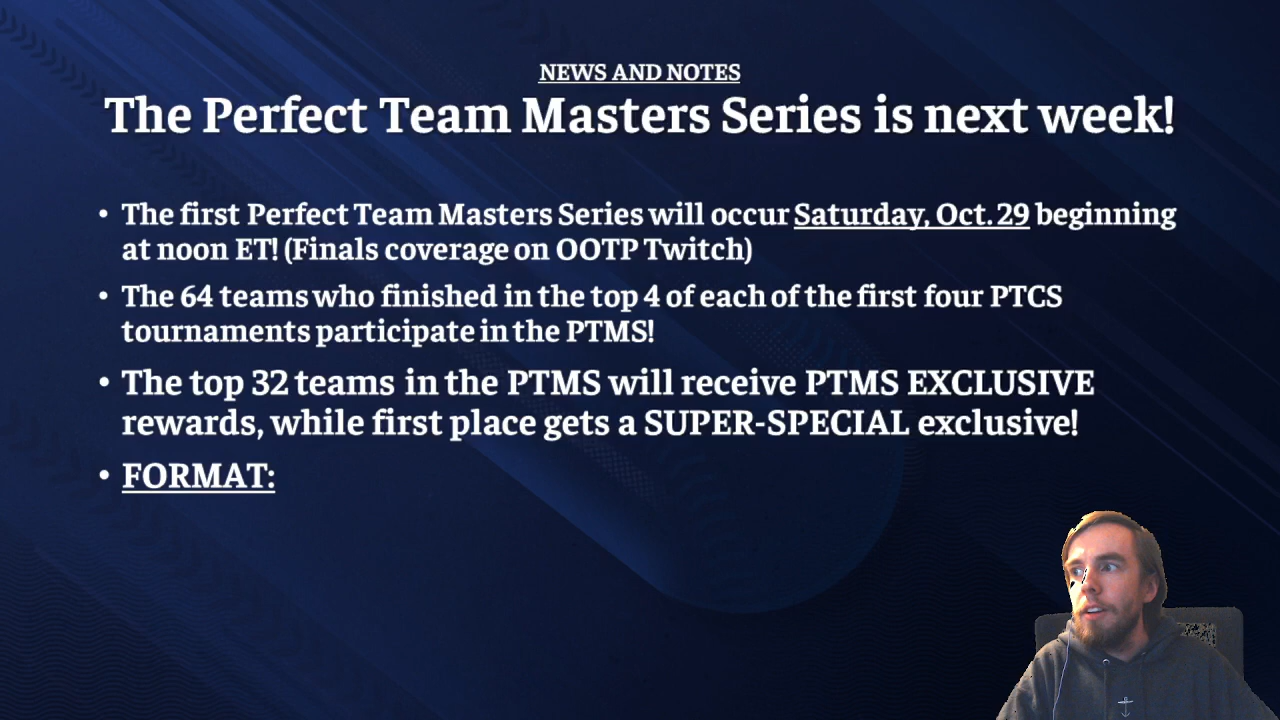 NEWS AND NOTES
The Perfect Team Masters Series is next week!
• The first Perfect Team Masters Series will occur Saturday, Oct. 29 beginning
at noon ET! (Finals coverage on OOTP Twitch)
• The 64 teams who finished in the top 4 of each of the first four PTCS
tournaments participate in the PTMS!
• The top 32 teams in the PTMS will receive PTMS EXCLUSIVE
rewards, while first place gets a SUPER-SPECIAL exclusive!
• FORMAT: